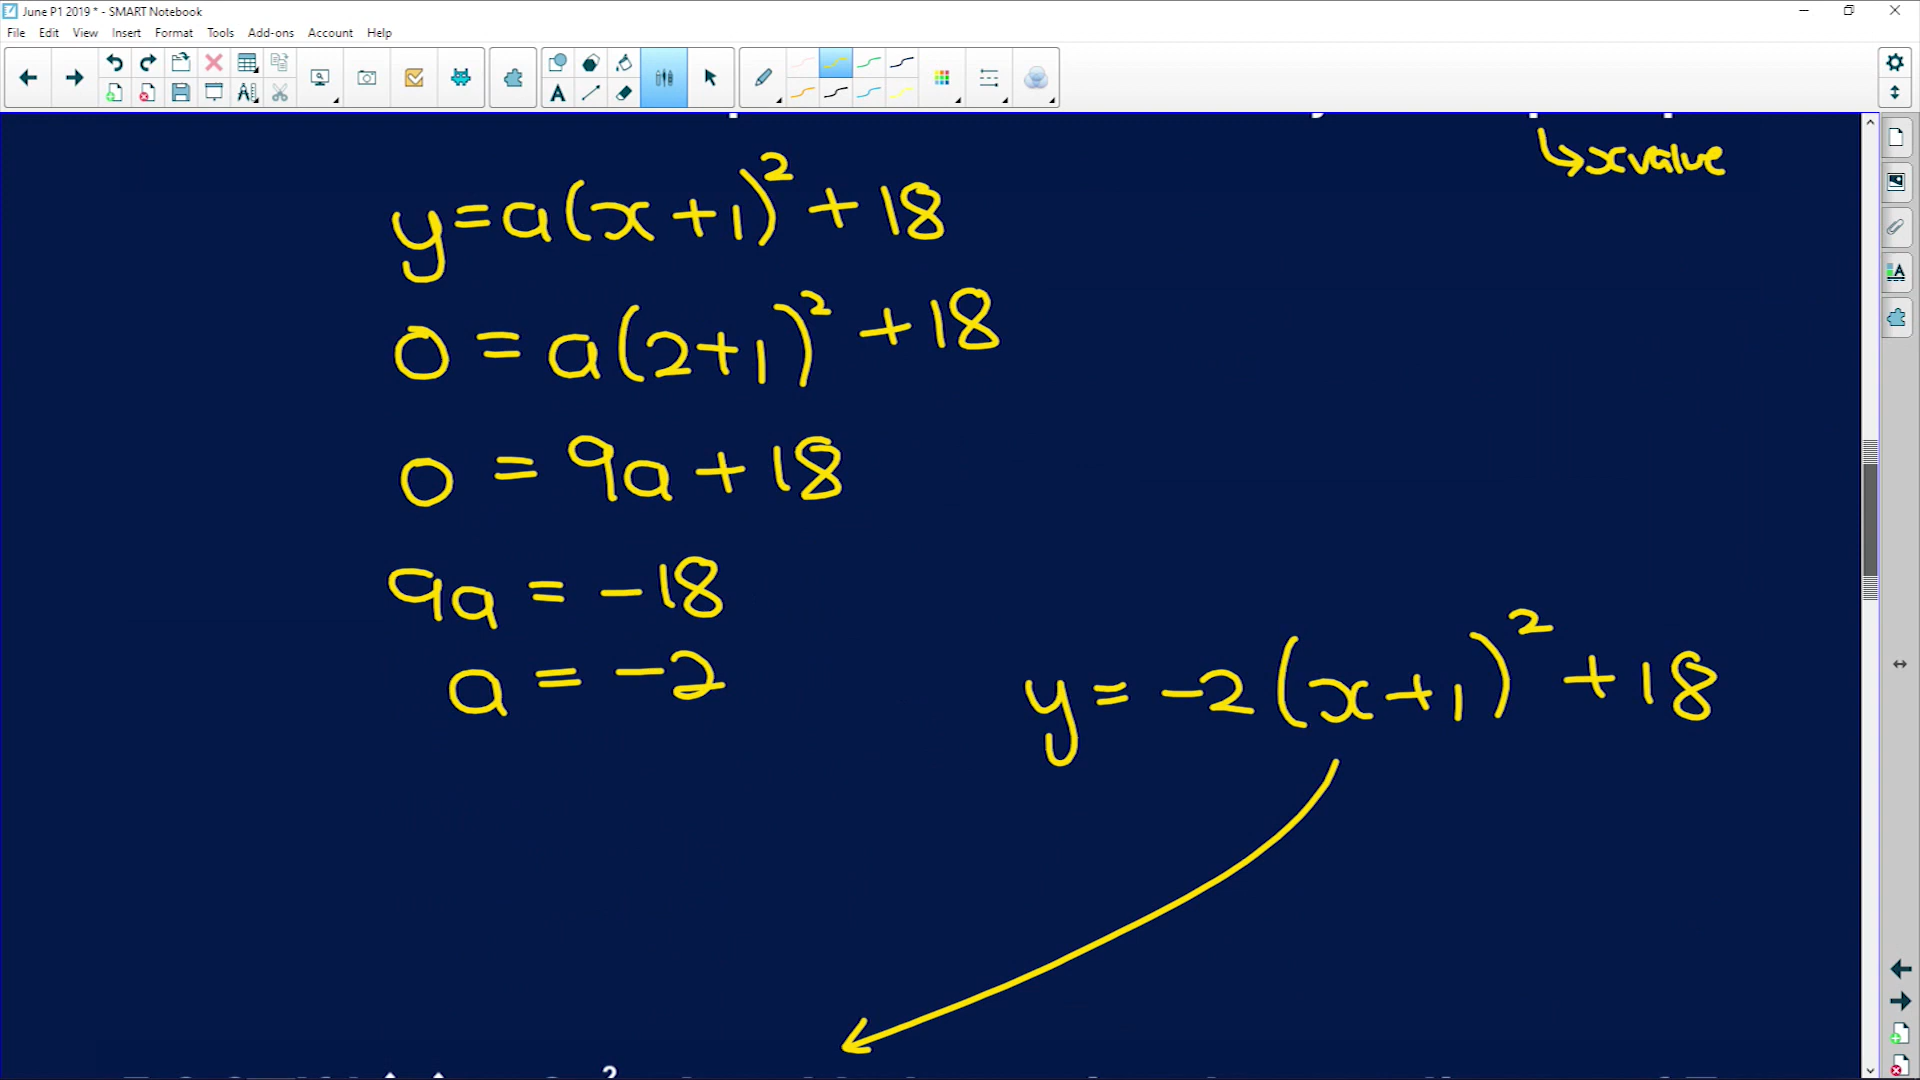 June P1 2019 * - SMART Notebook
File Edit View Insert Format Tools Add-ons Account Help
↳xvalue
y=a(x+1)²+18
0=a(2+1)²+18
0=9a+18
9a=-18
a=-2
y=-2(x+1)²+18